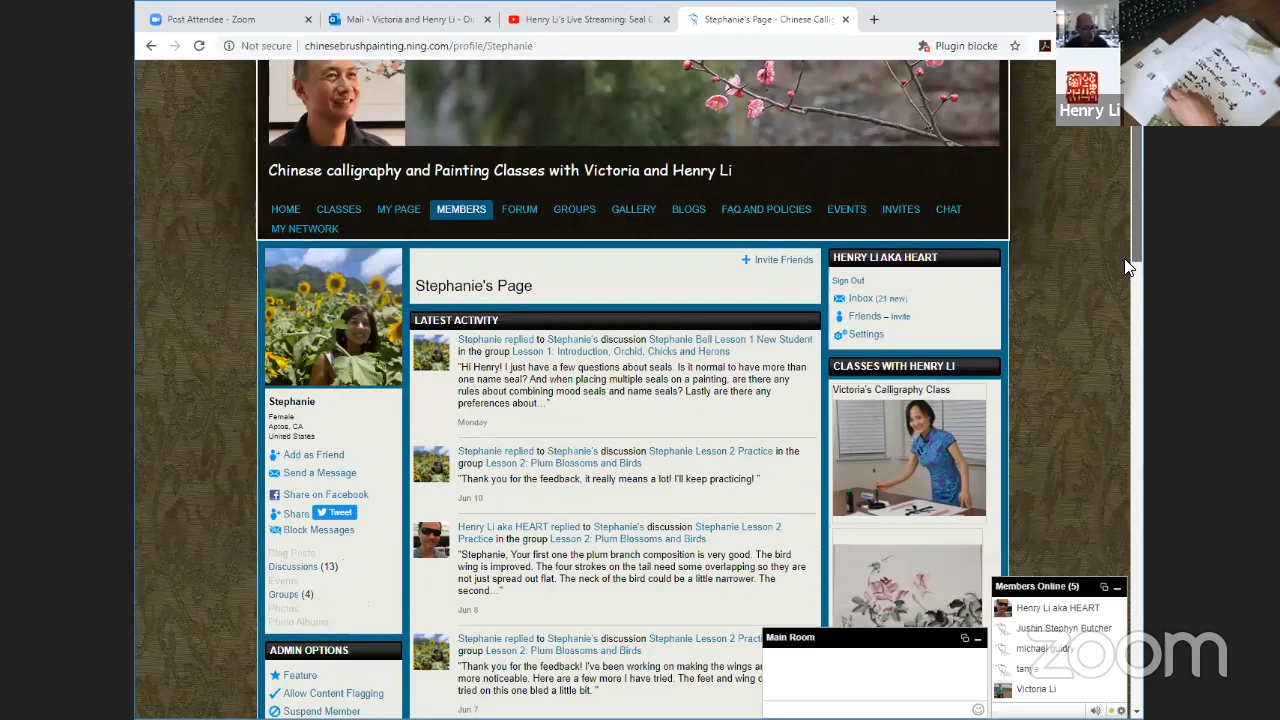 Post Attendee - Zoom
Mail - Victoria and Henry Li - Ou
Henry Li's Live Streaming: Seal C
Stephanie's Page - Chinese Callig
Not secure
chinesebrushpainting.ning.com/profile/Stephanie
Plugin blocke
Henry Li
Chinese calligraphy and Painting Classes with Victoria and Henry Li
HOME CLASSES MY PAGE MEMBERS FORUM GROUPS GALLERY BLOGS FAQ AND POLICIES EVENTS INVITES CHAT
MY NETWORK
Stephanie
Female
Aptos, CA
United States
Add as Friend
Send a Message
Share on Facebook
Share Tweet
Block Messages
Blog Posts
Discussions (13)
Events
Groups (4)
Photos
Photo Albums
ADMIN OPTIONS
Feature
Allow Content Flagging
Suspend Member
Invite Friends
Stephanie's Page
LATEST ACTIVITY
Stephanie replied to Stephanie's discussion Stephanie Bell Lesson 1 New Student
in the group Lesson 1: Introduction, Orchid, Chicks and Herons
"Hi Henry! I just have a few questions about seals. Is it normal to have more than
one name seal? And when placing multiple seals on a painting, are there any
rules about combining mood seals and name seals? Lastly are there any
preferences about…"
Monday
Stephanie replied to Stephanie's discussion Stephanie Lesson 2 Practice in the
group Lesson 2: Plum Blossoms and Birds
"Thank you for the feedback, it really means a lot! I'll keep practicing! "
Jun 10
Henry Li aka HEART replied to Stephanie's discussion Stephanie Lesson 2
Practice in the group Lesson 2: Plum Blossoms and Birds
"Stephanie, Your first one the plum branch composition is very good. The bird
wing is improved. The four strokes on the tail need some overlapping so they are
not just spread out flat. The neck of the bird could be a little narrower. The
second…"
Jun 8
Stephanie replied to Stephanie's discussion Stephanie Lesson 2
Lesson 2: Plum Blossoms and Birds
"Thank you for the feedback! I've been working on making the wings a
more noticeable. Here are a few more I have tried. The feet and wing
tried on this one bled a little bit. "
Jun 7
HENRY LI AKA HEART
Sign Out
Inbox (21 new)
Friends – Invite
Settings
CLASSES WITH HENRY LI
Victoria's Calligraphy Class
Main Room
Members Online (5)
Henry Li aka HEART
Justin Stephyn Butcher
michael guidry
tanya
Victoria Li
zoom